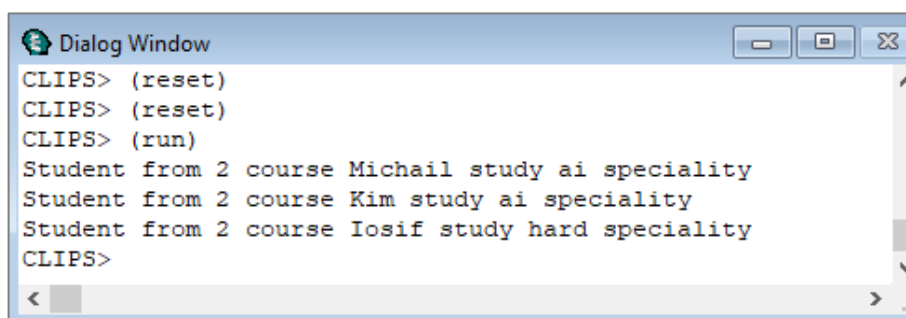 Dialog Window
CLIPS> (reset)
CLIPS> (reset)
CLIPS> (run)
Student from 2 course Michail study ai speciality
Student from 2 course Kim study ai speciality
Student from 2 course Iosif study hard speciality
CLIPS>